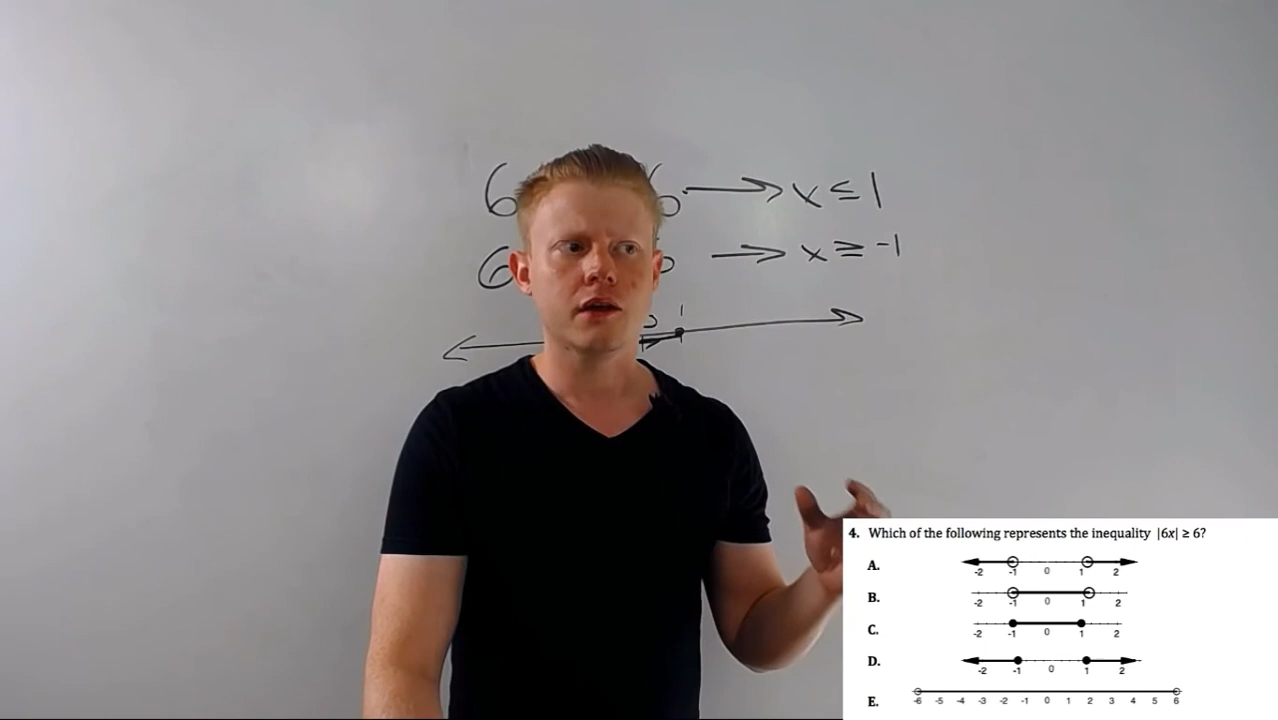 6 6 → x ≤ 1
6 → x ≥ -1
1
4. Which of the following represents the inequality |6x| ≥ 6?
A. -2 -1 0 1 2
B. -2 -1 0 1 2
C. -2 -1 0 1 2
D. -2 -1 0 1 2
E. -6 -5 -4 -3 -2 -1 0 1 2 3 4 5 6